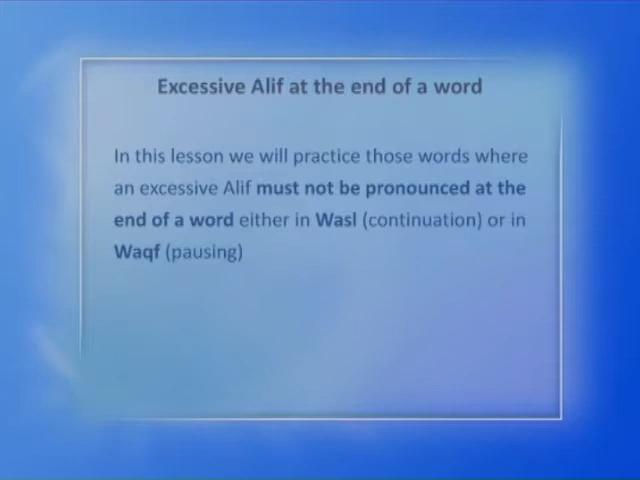 Excessive Alif at the end of a word
In this lesson we will practice those words where
an excessive Alif must not be pronounced at the
end of a word either in Wasl (continuation) or in
Waqf (pausing)